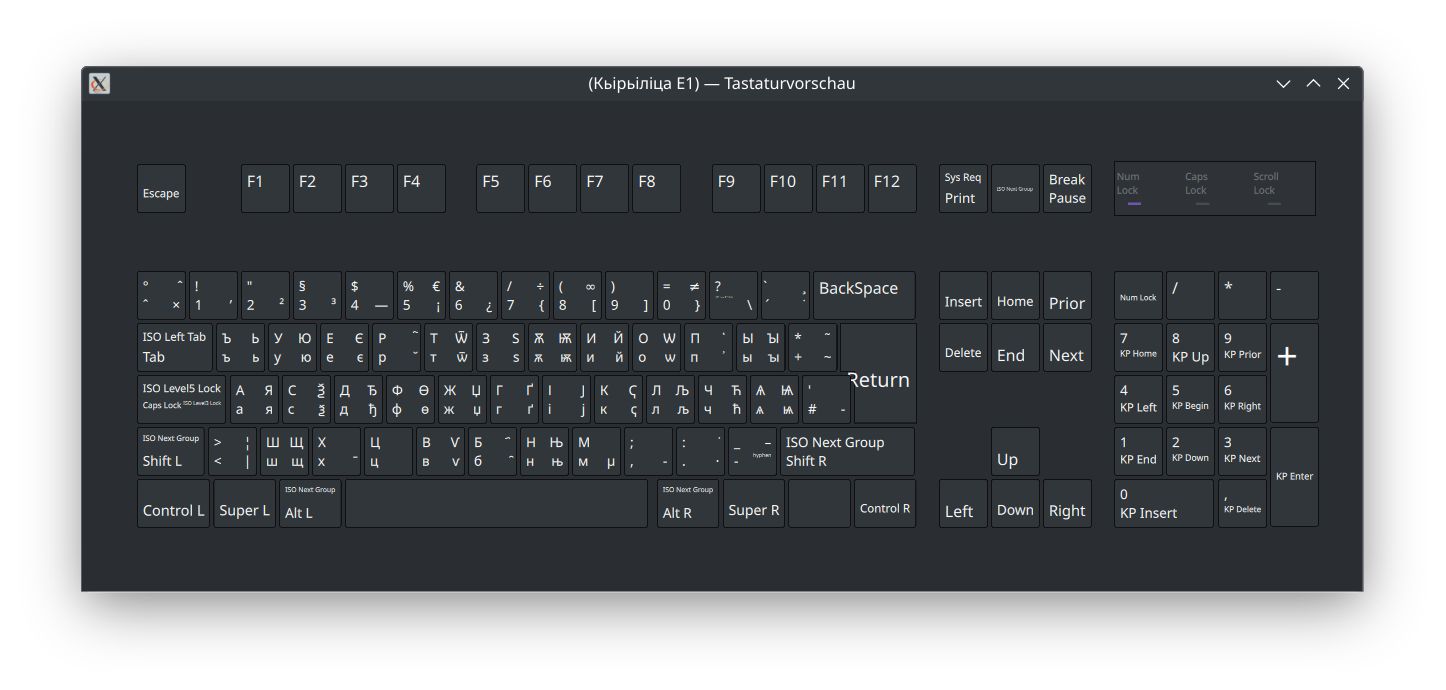 (Кыірыіліца E1) — Tastaturvorschau
Escape F1 F2 F3 F4 F5 F6 F7 F8 F9 F10 F11 F12 Sys Req Print ISO Next Group Break Pause Num Lock Caps Lock Scroll Lock
° ˆ ! " § $ % € & / ÷ ( ∞ ) = ≠ ? ` ¸ BackSpace Insert Home Prior Num Lock / * -
ˆ × 1 ′ 2 ² 3 ³ 4 — 5 ¡ 6 ¿ 7 { 8 [ 9 ] 0 } \ ´ ˙
ISO Left Tab Ъ Ь У Ю Е Є Р ̑ Т Ѿ З Ѕ Ѫ Ѭ И Й О Ѡ П ˙ Ы Ꙑ * ˜ Return Delete End Next 7 8 9 +
Tab ъ ь у ю е є р ˘ т ѿ з ѕ ѫ ѭ и й о ѡ п ˙ ы ꙑ + ~ KP Home KP Up KP Prior
ISO Level5 Lock А Я С Ѯ Д Ђ Ф Ѳ Ж Џ Г Ґ І Ј К Ҁ Л Љ Ч Ћ Ѧ Ѩ ' 4 5 6
Caps Lock ISO Level3 Lock а я с ѯ д ђ ф ѳ ж џ г ґ і ј к ҁ л љ ч ћ ѧ ѩ # - KP Left KP Begin KP Right
ISO Next Group > ¦ Ш Щ Х Ц В Ѵ Б ̑ Н Њ М ; : ˙ _ – ISO Next Group Up 1 2 3 KP Enter
Shift L < | ш щ х ˉ ц в ѵ б ̑ н њ м µ , - . · - hyphen Shift R KP End KP Down KP Next
Control L Super L ISO Next Group Alt L ISO Next Group Alt R Super R Control R Left Down Right 0 KP Insert , KP Delete